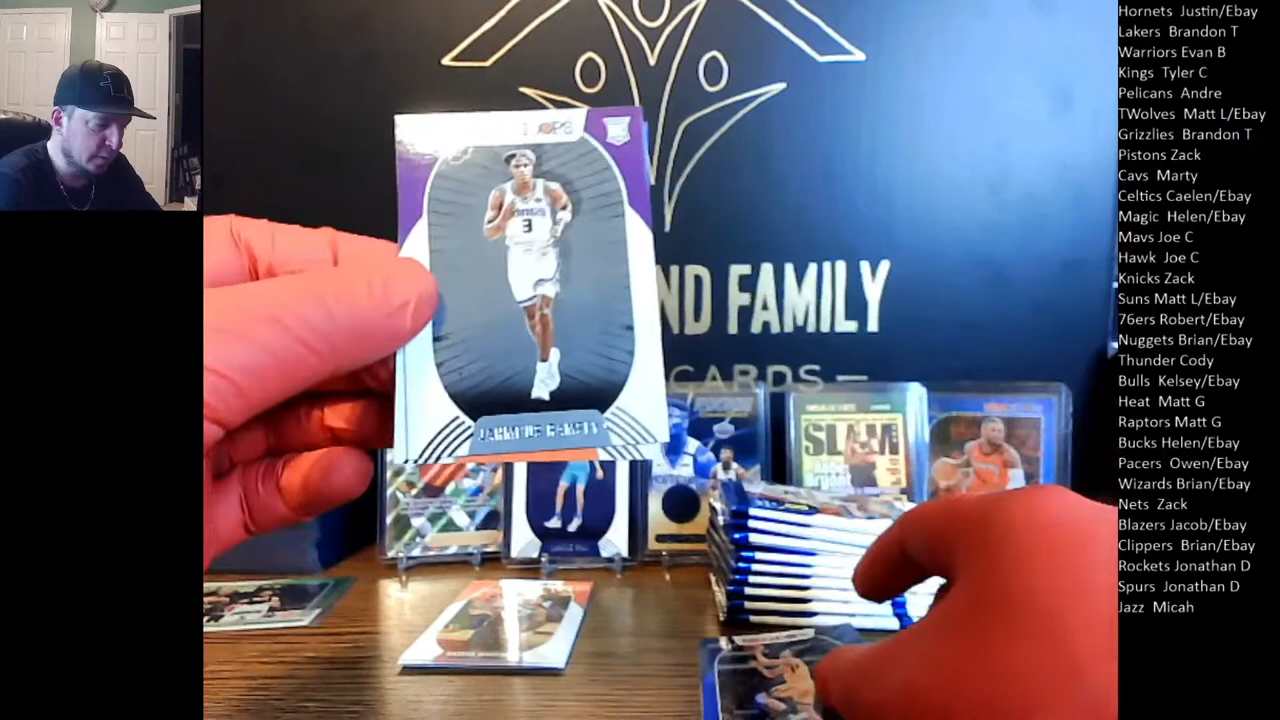 Hornets Justin/Ebay
Lakers Brandon T
Warriors Evan B
Kings Tyler C
Pelicans Andre
TWolves Matt L/Ebay
Grizzlies Brandon T
Pistons Zack
Cavs Marty
Celtics Caelen/Ebay
Magic Helen/Ebay
Mavs Joe C
Hawk Joe C
Knicks Zack
Suns Matt L/Ebay
76ers Robert/Ebay
Nuggets Brian/Ebay
Thunder Cody
Bulls Kelsey/Ebay
Heat Matt G
Raptors Matt G
Bucks Helen/Ebay
Pacers Owen/Ebay
Wizards Brian/Ebay
Nets Zack
Blazers Jacob/Ebay
Clippers Brian/Ebay
Rockets Jonathan D
Spurs Jonathan D
Jazz Micah
ND FAMILY
CARDS
KINGS
3
SLAM
Bryant